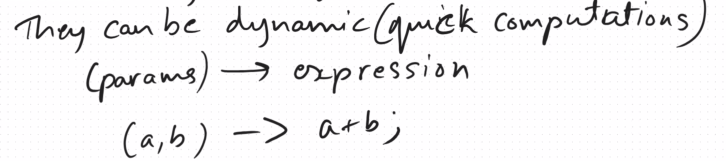 They can be dynamic (quick computations)
(params) → expression
(a,b) -> a+b;